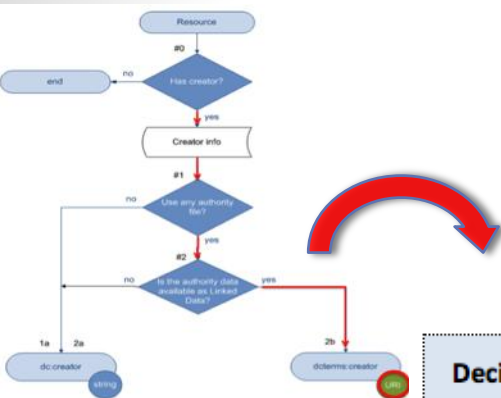 Resource
#0
no
end
Has creator?
yes
Creator info
#1
no
Use any authority
file?
yes
#2
no
Is the authority data
available as Linked
Data?
yes
1a 2a
2b
dc:creator
string
dcterms:creator
URI
Deci